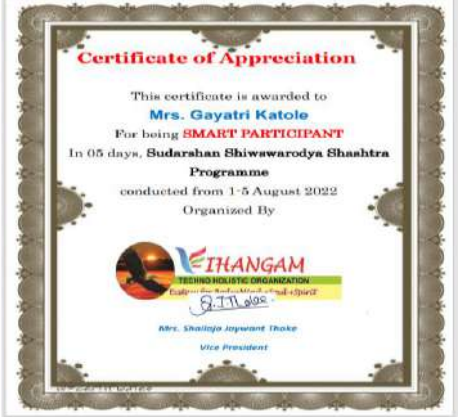 Certificate of Appreciation
This certificate is awarded to
Mrs. Gayatri Katole
For being SMART PARTICIPANT
In 05 days, Sudarshan Shiwswarodya Shashtra
Programme
conducted from 1-5 August 2022
Organized By
VIHANGAM
TECHNO HOLISTIC ORGANIZATION
Mrs. Shailaja Jaywant Thoke
Vice President